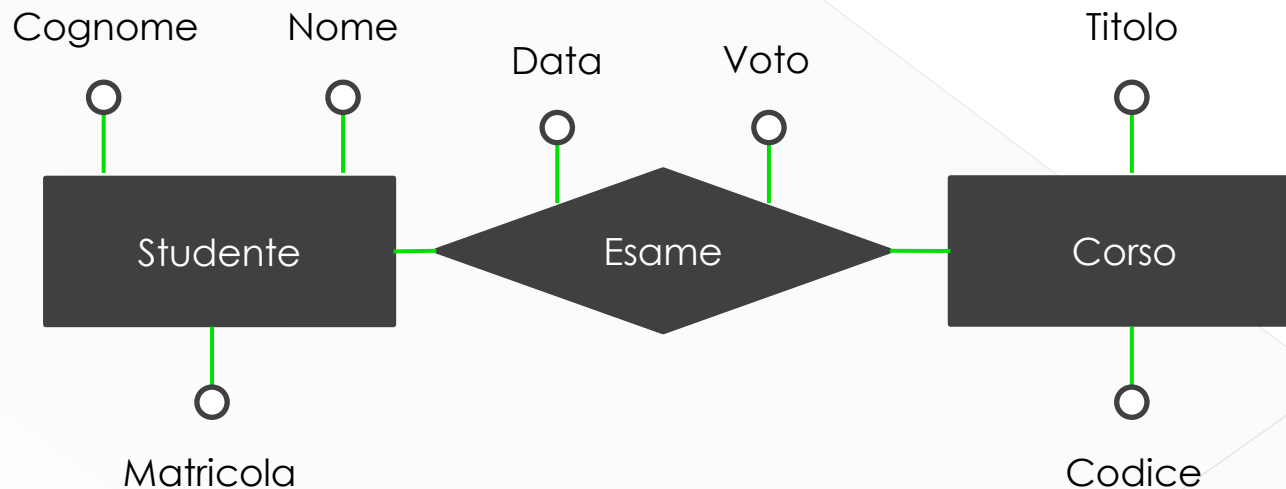 Cognome
Nome
Data
Voto
Titolo
Studente
Esame
Corso
Matricola
Codice